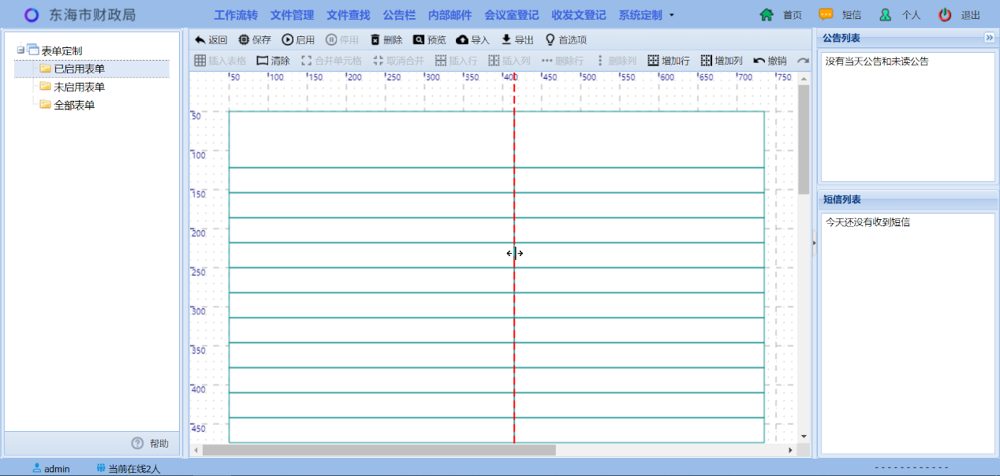 东海市财政局
工作流转 文件管理 文件查找 公告栏 内部邮件 会议室登记 收发文登记 系统定制
首页 短信 个人 退出
表单定制
已启用表单
未启用表单
全部表单
帮助
返回 保存 启用 停用 删除 预览 导入 导出 首选项
插入表格 清除 合并单元格 取消合并 插入行 插入列 删除行 删除列 增加行 增加列 撤销
50 100 150 200 250 300 350 400 450 500 550 600 650 700 750
50
100
150
200
250
300
350
400
450
公告列表
没有当天公告和未读公告
短信列表
今天还没有收到短信
admin 当前在线2人
------------